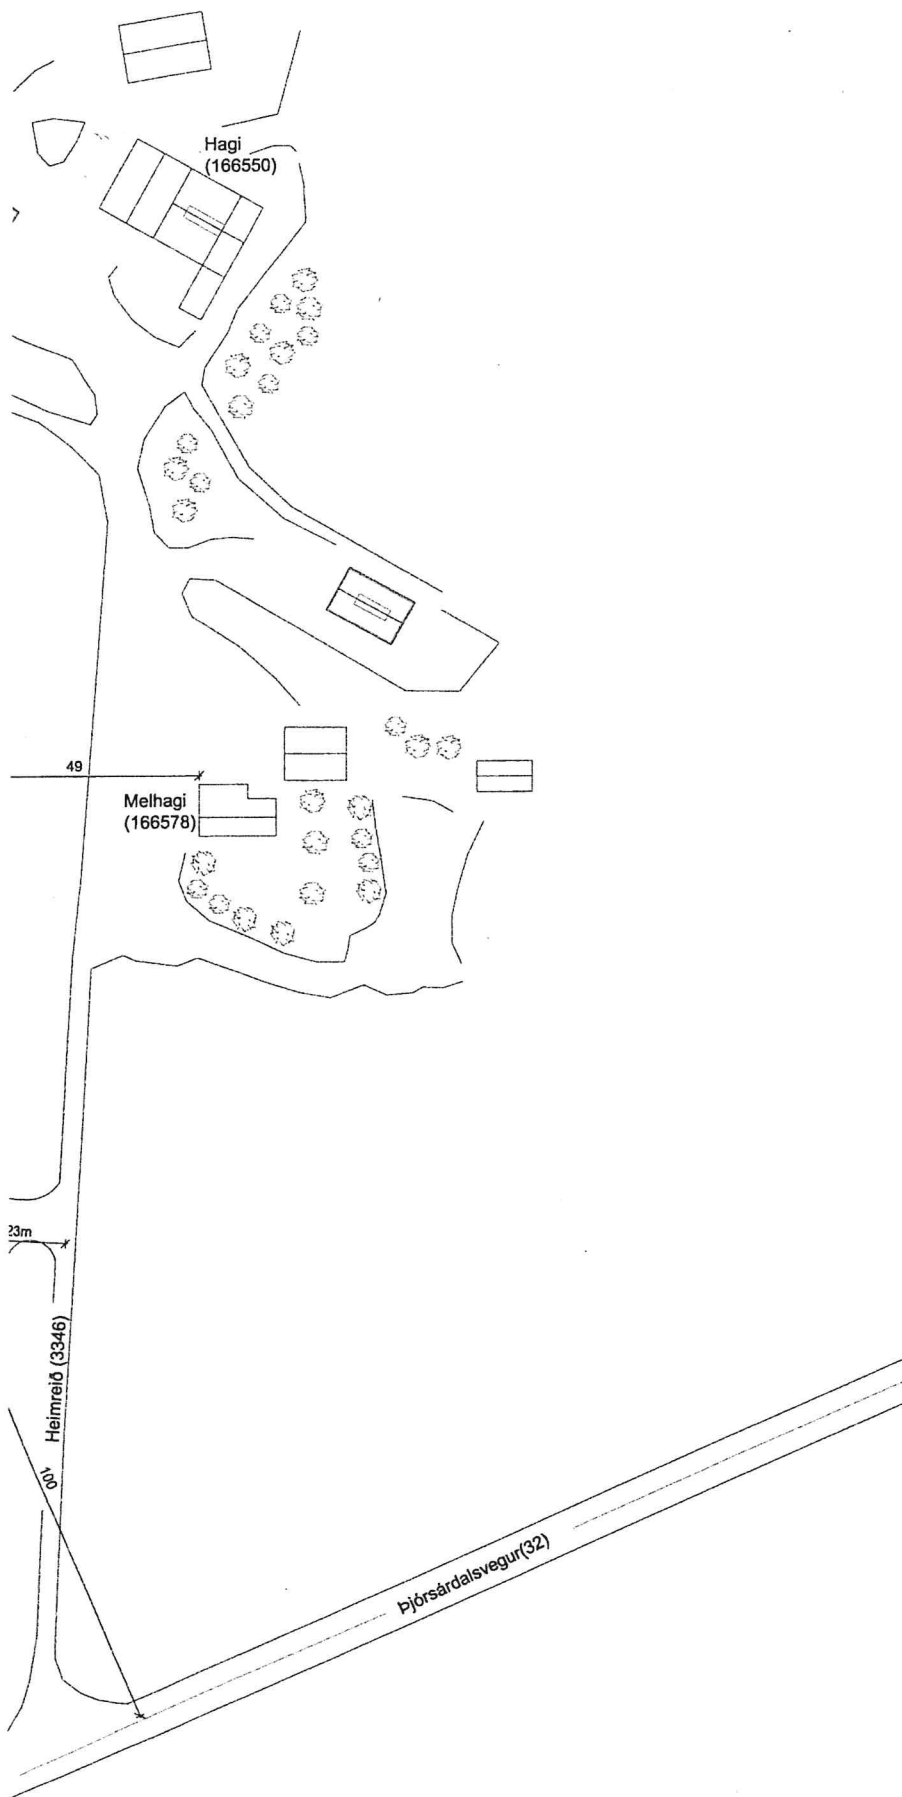 Hagi
(166550)
49
Melhagi
(166578)
23m
Heimreið (3346)
100
Þjórsárdalsvegur(32)